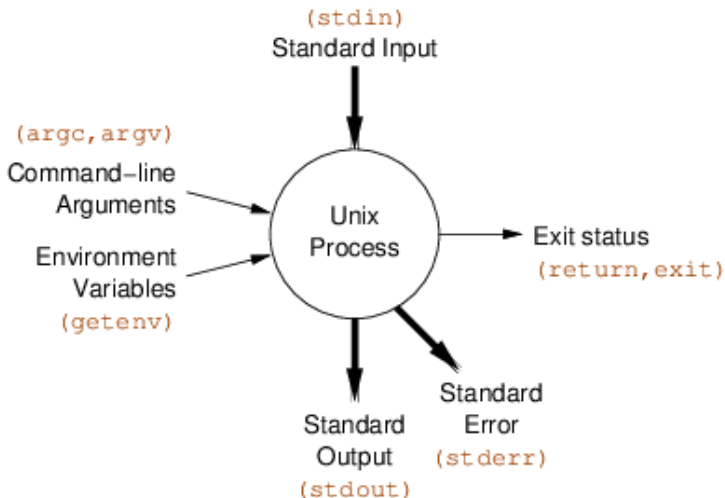 (stdin)
Standard Input
(argc,argv)
Command-line
Arguments
Environment
Variables
(getenv)
Unix
Process
Exit status
(return,exit)
Standard
Output
(stdout)
Standard
Error
(stderr)